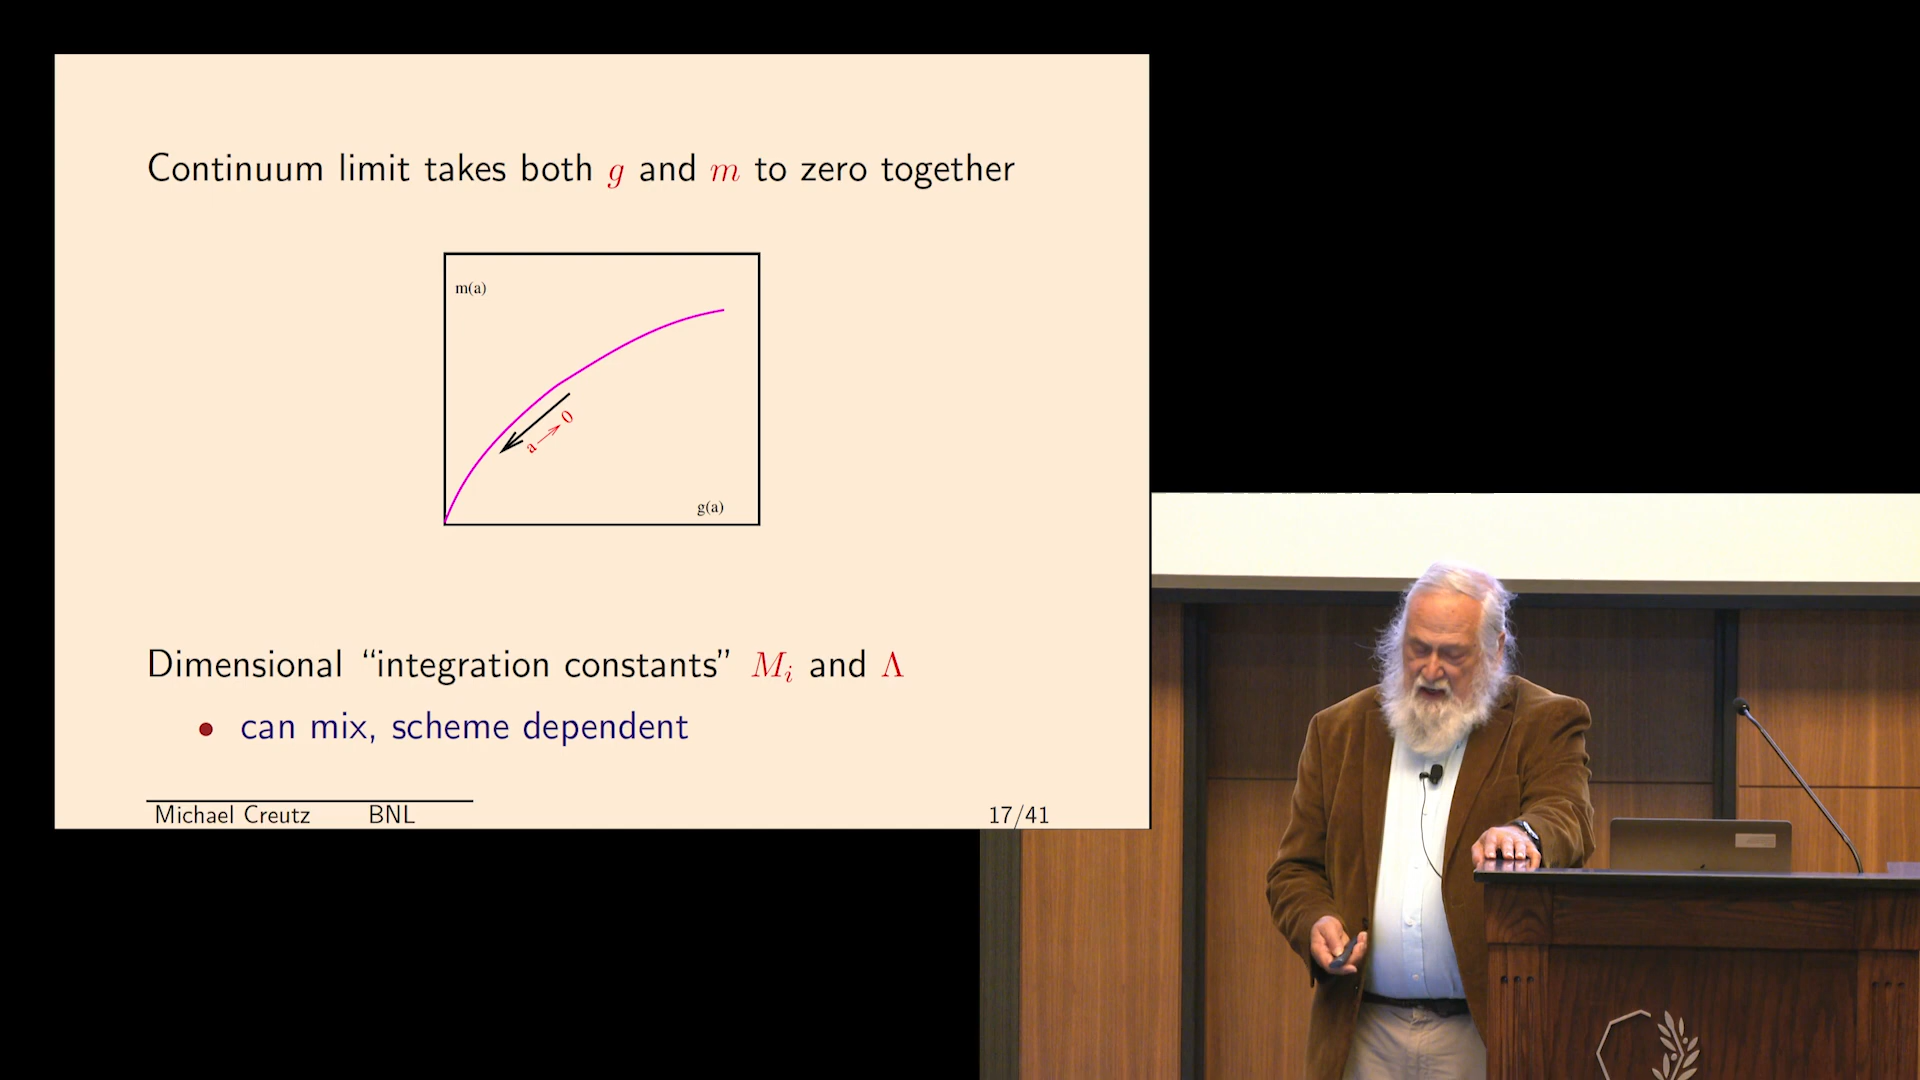 Continuum limit takes both g and m to zero together
m(a)
a → 0
g(a)
Dimensional “integration constants” M_i and Λ
• can mix, scheme dependent
Michael Creutz BNL 17/41